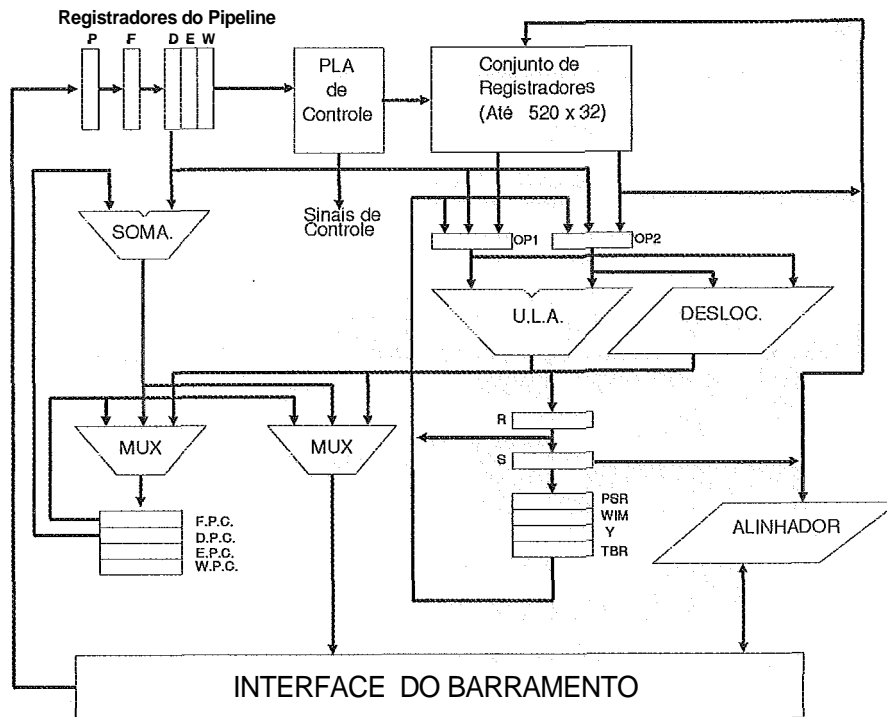 Registradores do Pipeline
P F D E W
PLA
de
Controle
Conjunto de
Registradores
(Até 520 x 32)
Sinais de
Controle
SOMA.
OP1
OP2
U.L.A.
DESLOC.
MUX
MUX
R
S
F.P.C.
D.P.C.
E.P.C.
W.P.C.
PSR
WIM
Y
TBR
ALINHADOR
INTERFACE DO BARRAMENTO